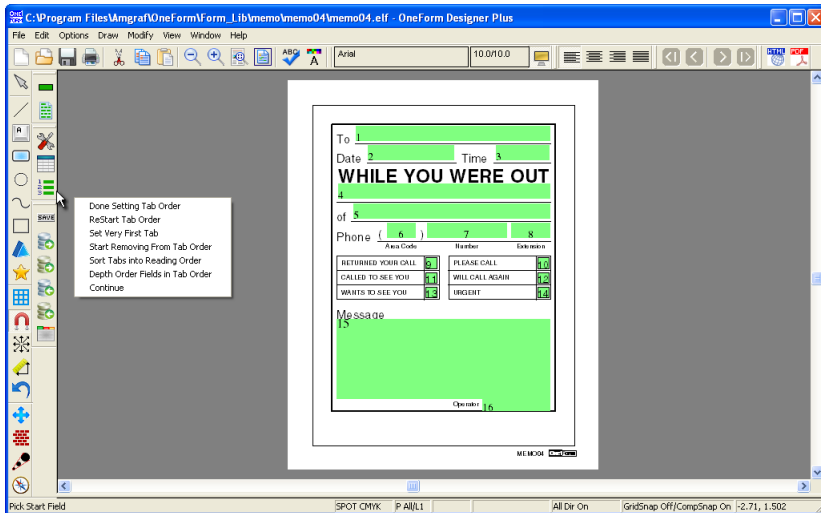 C:\Program Files\Amgraf\OneForm\Form_Lib\memo\memo04\memo04.elf - OneForm Designer Plus
File Edit Options Draw Modify View Window Help
ABC A Arial 10.0/10.0 HTML PDF
A
1 2 3
SAVE
Done Setting Tab Order
ReStart Tab Order
Set Very First Tab
Start Removing From Tab Order
Sort Tabs into Reading Order
Depth Order Fields in Tab Order
Continue
To 1
Date 2 Time 3
WHILE YOU WERE OUT
4
of 5
Phone ( 6 ) 7 8
Area Code Number Extension
RETURNED YOUR CALL 9 PLEASE CALL 10
CALLED TO SEE YOU 11 WILL CALL AGAIN 12
WANTS TO SEE YOU 13 URGENT 14
Message
15
Operator 16
MEMO04
Pick Start Field SPOT CMYK P All/L1 All Dir On GridSnap Off/CompSnap On -2.71, 1.502